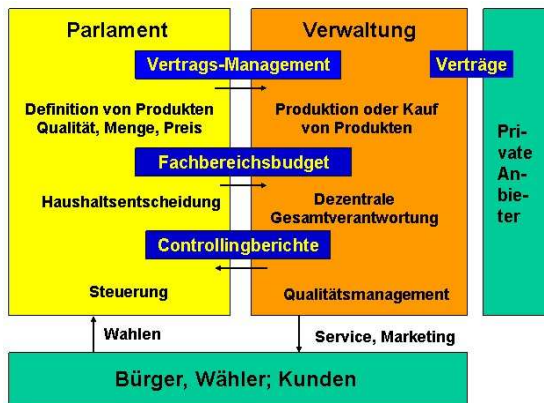 Parlament
Verwaltung
Vertrags-Management
Verträge
Definition von Produkten
Qualität, Menge, Preis
Produktion oder Kauf
von Produkten
Pri-
vate
An-
bie-
ter
Fachbereichsbudget
Haushaltsentscheidung
Dezentrale
Gesamtverantwortung
Controllingberichte
Steuerung
Qualitätsmanagement
Wahlen
Service, Marketing
Bürger, Wähler; Kunden